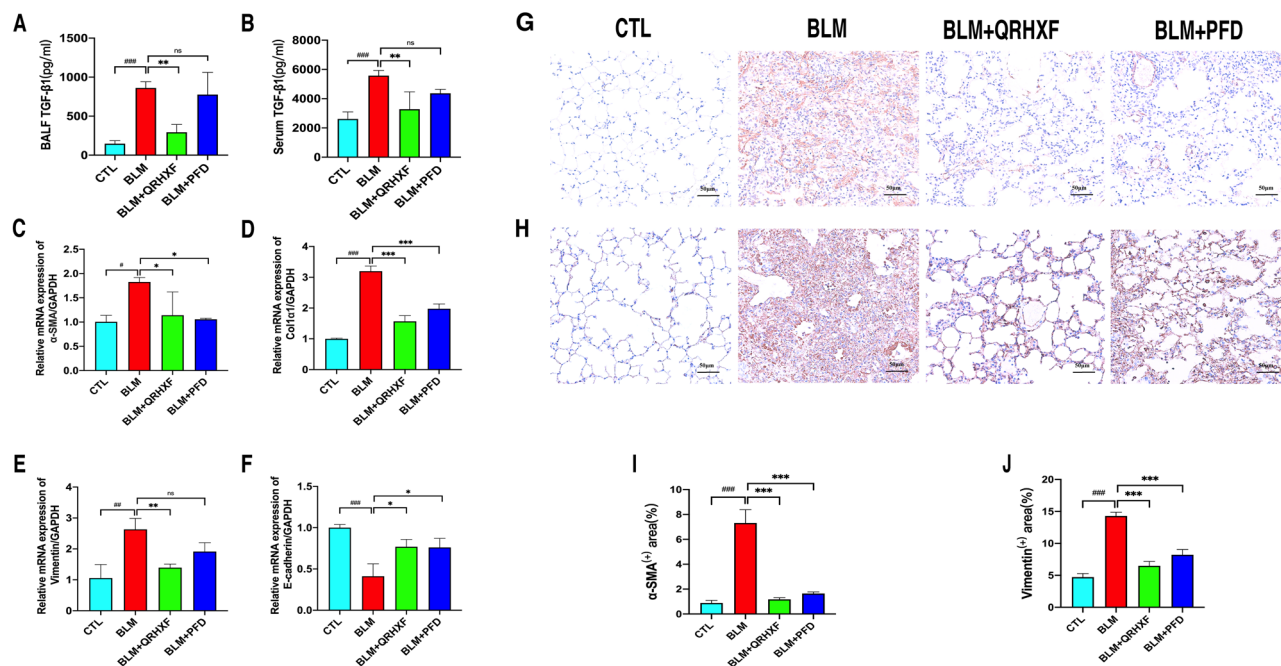 A
BALF TGF-β1(pg/ml)
1500
1000
500
0
###
**
ns
CTL
BLM
BLM+QRHXF
BLM+PFD
B
Serum TGF-β1(pg/ml)
10000
8000
6000
4000
2000
0
###
**
ns
CTL
BLM
BLM+QRHXF
BLM+PFD
C
Relative mRNA expression of
α-SMA/GAPDH
2.5
2.0
1.5
1.0
0.5
0.0
#
*
*
CTL
BLM
BLM+QRHXF
BLM+PFD
D
Relative mRNA expression of
Col1α1/GAPDH
4
3
2
1
0
###
***
***
CTL
BLM
BLM+QRHXF
BLM+PFD
E
Relative mRNA expression of
Vimentin/GAPDH
4
3
2
1
0
##
**
ns
CTL
BLM
BLM+QRHXF
BLM+PFD
F
Relative mRNA expression of
E-cadherin/GAPDH
1.5
1.0
0.5
0.0
###
*
*
CTL
BLM
BLM+QRHXF
BLM+PFD
G
CTL
BLM
BLM+QRHXF
BLM+PFD
50μm
50μm
50μm
50μm
H
50μm
50μm
50μm
50μm
I
α-SMA(+) area(%)
10
8
6
4
2
0
###
***
***
CTL
BLM
BLM+QRHXF
BLM+PFD
J
Vimentin(+) area(%)
20
15
10
5
0
###
***
***
CTL
BLM
BLM+QRHXF
BLM+PFD